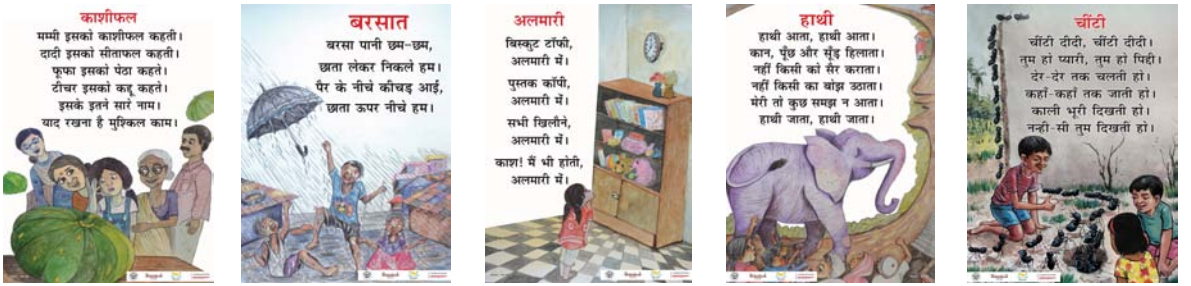 काशीफल
मम्मी इसको काशीफल कहती।
दादी इसको सीताफल कहती।
फूफा इसको पेठा कहते।
टीचर इसको कद्दू कहते।
इसके इतने सारे नाम।
याद रखना है मुश्किल काम।
बरसात
बरसा पानी छम-छम,
छाता लेकर निकले हम।
पैर के नीचे कीचड़ आई,
छाता ऊपर नीचे हम।
अलमारी
बिस्कुट टॉफी,
अलमारी में।
पुस्तक कॉपी,
अलमारी में।
सभी खिलौने,
अलमारी में।
काश! मैं भी होती,
अलमारी में।
हाथी
हाथी आता, हाथी आता।
कान, पूँछ और सूँड़ हिलाता।
नहीं किसी को सैर कराता।
नहीं किसी का बोझ उठाता।
मेरी तो कुछ समझ न आता।
हाथी जाता, हाथी जाता।
चींटी
चींटी दीदी, चींटी दीदी।
तुम हो प्यारी, तुम हो पिद्दी।
देर-देर तक चलती हो।
कहाँ-कहाँ तक जाती हो।
काली भूरी दिखती हो।
नन्ही-सी तुम दिखती हो।